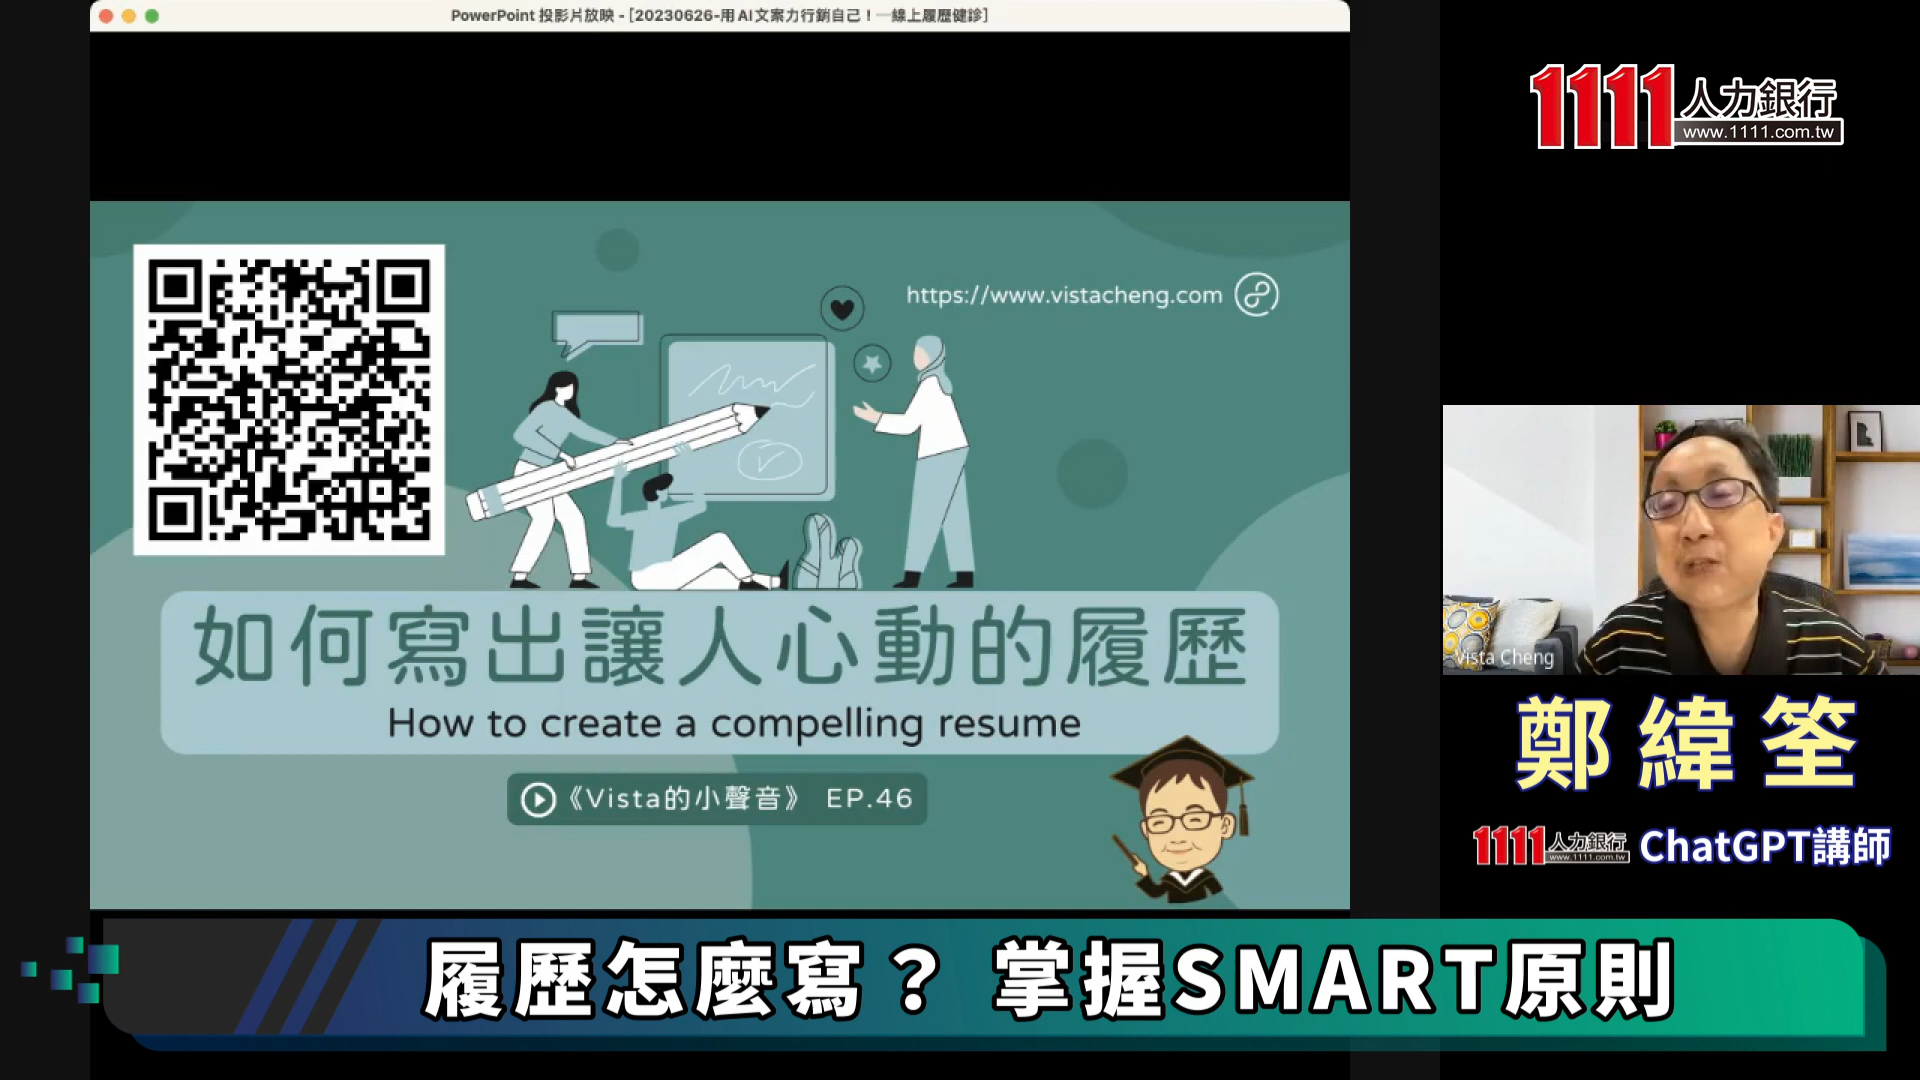 PowerPoint 投影片放映 - [20230626-用AI文案力行銷自己!─線上履歷健診]
1111人力銀行
www.1111.com.tw
https://www.vistacheng.com
如何寫出讓人心動的履歷
How to create a compelling resume
《Vista的小聲音》 EP.46
Vista Cheng
鄭緯筌
1111人力銀行 ChatGPT講師
www.1111.com.tw
履歷怎麼寫? 掌握SMART原則